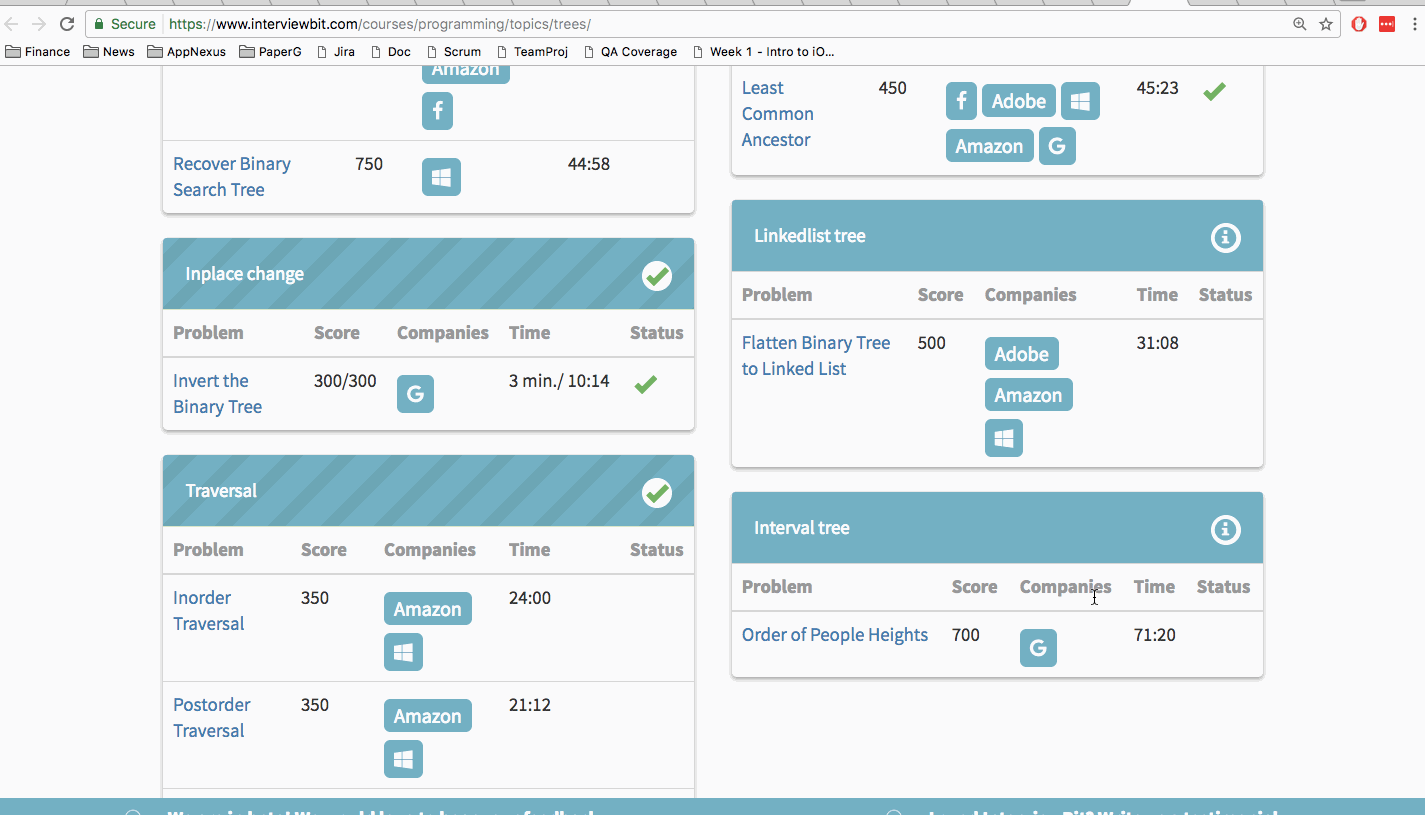 Secure https://www.interviewbit.com/courses/programming/topics/trees/
Finance News AppNexus PaperG Jira Doc Scrum TeamProj QA Coverage Week 1 - Intro to iO...
Amazon
f
Recover Binary 750 44:58
Search Tree
Inplace change
Problem Score Companies Time Status
Invert the 300/300 G 3 min./ 10:14
Binary Tree
Traversal
Problem Score Companies Time Status
Inorder 350 Amazon 24:00
Traversal
Postorder 350 Amazon 21:12
Traversal
Least 450 f Adobe 45:23
Common
Ancestor Amazon G
Linkedlist tree
Problem Score Companies Time Status
Flatten Binary Tree 500 Adobe 31:08
to Linked List
Amazon
Interval tree
Problem Score Companies Time Status
Order of People Heights 700 G 71:20